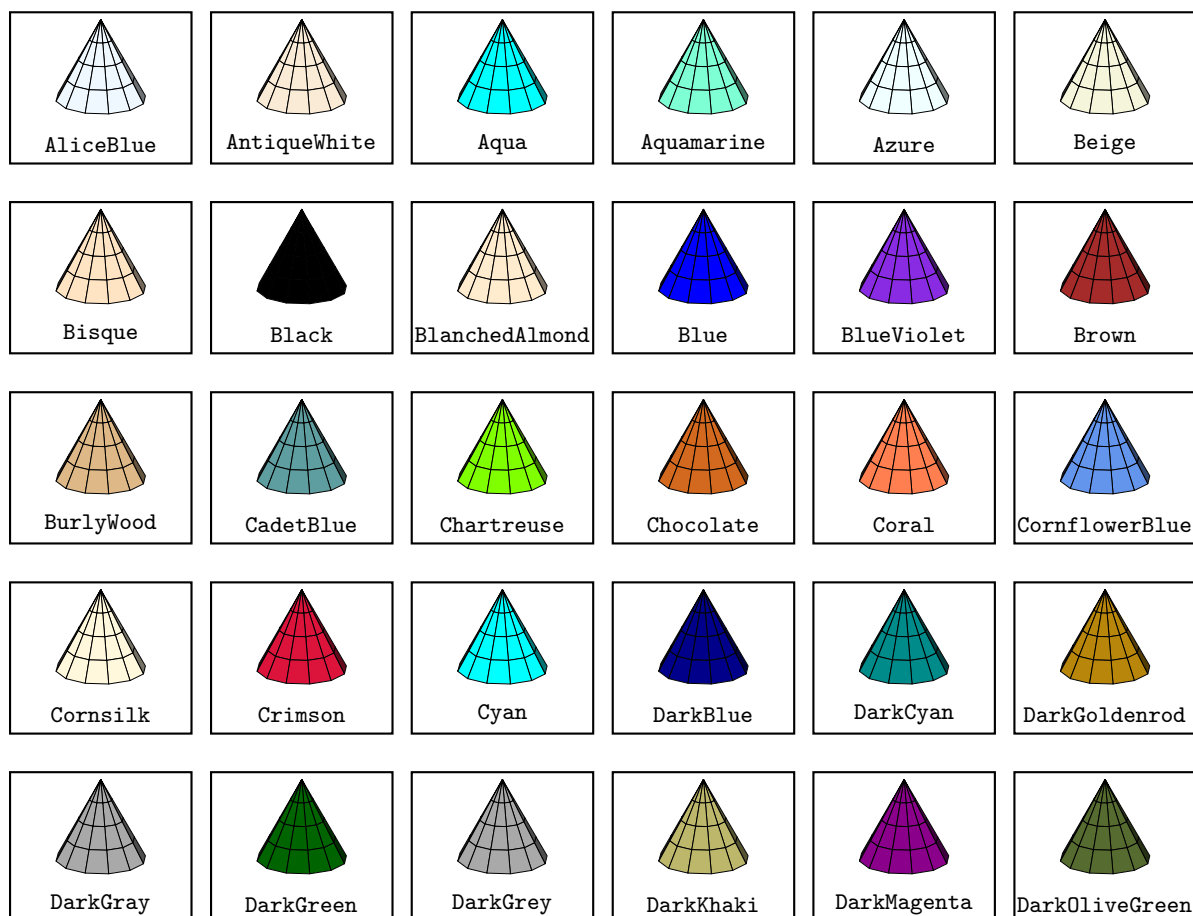 AliceBlue AntiqueWhite Aqua Aquamarine Azure Beige
Bisque Black BlanchedAlmond Blue BlueViolet Brown
BurlyWood CadetBlue Chartreuse Chocolate Coral CornflowerBlue
Cornsilk Crimson Cyan DarkBlue DarkCyan DarkGoldenrod
DarkGray DarkGreen DarkGrey DarkKhaki DarkMagenta DarkOliveGreen